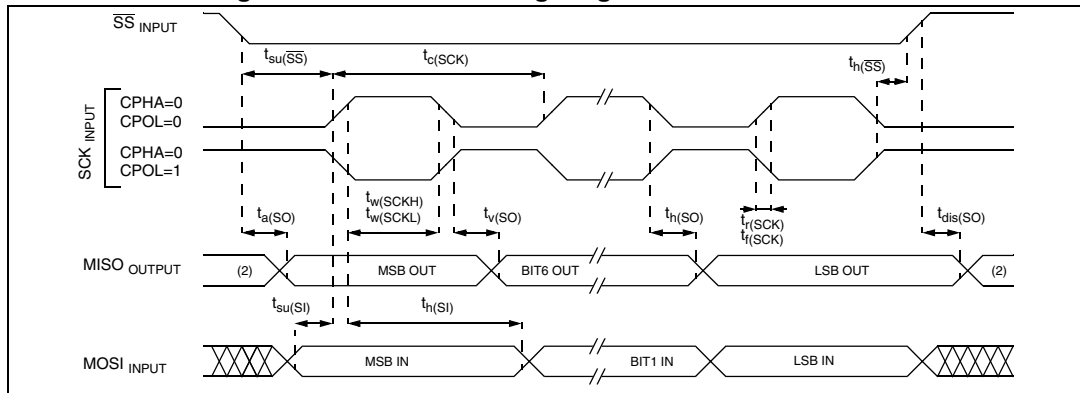 SS INPUT
tsu(SS)
tc(SCK)
th(SS)
SCK INPUT
CPHA=0
CPOL=0
CPHA=0
CPOL=1
ta(SO)
tw(SCKH)
tw(SCKL)
tv(SO)
th(SO)
tr(SCK)
tf(SCK)
tdis(SO)
MISO OUTPUT
(2)
MSB OUT
BIT6 OUT
LSB OUT
(2)
tsu(SI)
th(SI)
MOSI INPUT
MSB IN
BIT1 IN
LSB IN